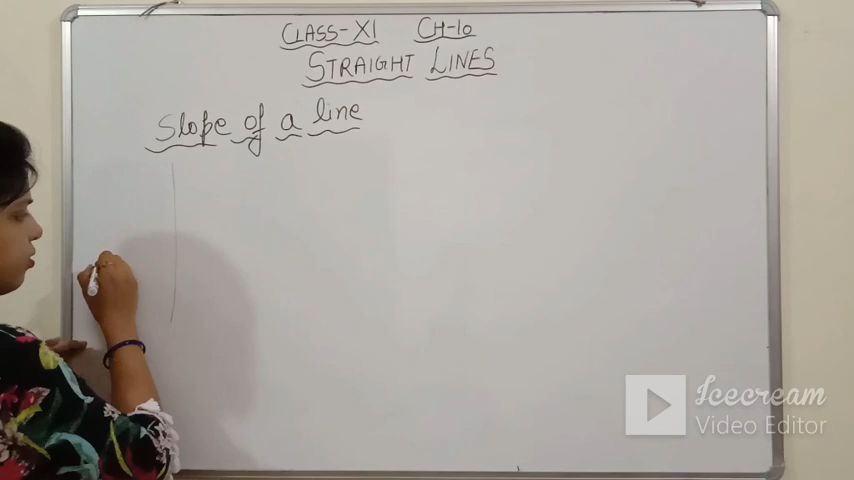 CLASS-XI CH-10
STRAIGHT LINES
Slope of a line
Icecream
Video Editor